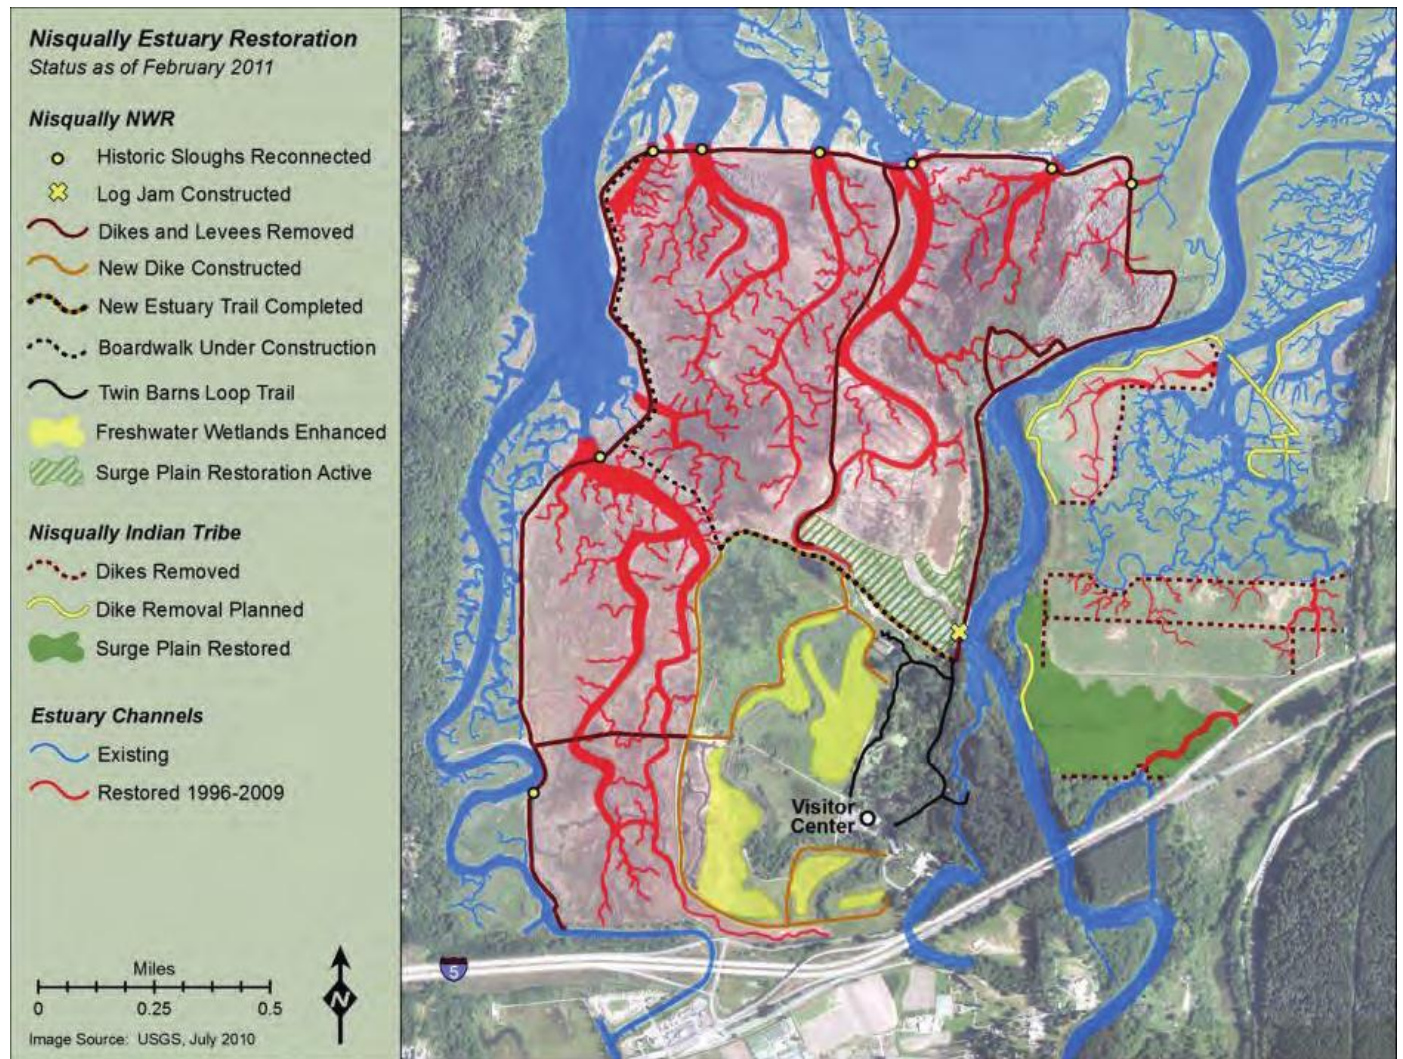 Nisqually Estuary Restoration
Status as of February 2011
Nisqually NWR
Historic Sloughs Reconnected
Log Jam Constructed
Dikes and Levees Removed
New Dike Constructed
New Estuary Trail Completed
Boardwalk Under Construction
Twin Barns Loop Trail
Freshwater Wetlands Enhanced
Surge Plain Restoration Active
Nisqually Indian Tribe
Dikes Removed
Dike Removal Planned
Surge Plain Restored
Estuary Channels
Existing
Restored 1996-2009
Miles
0 0.25 0.5
N
Image Source: USGS, July 2010
Visitor
Center
5